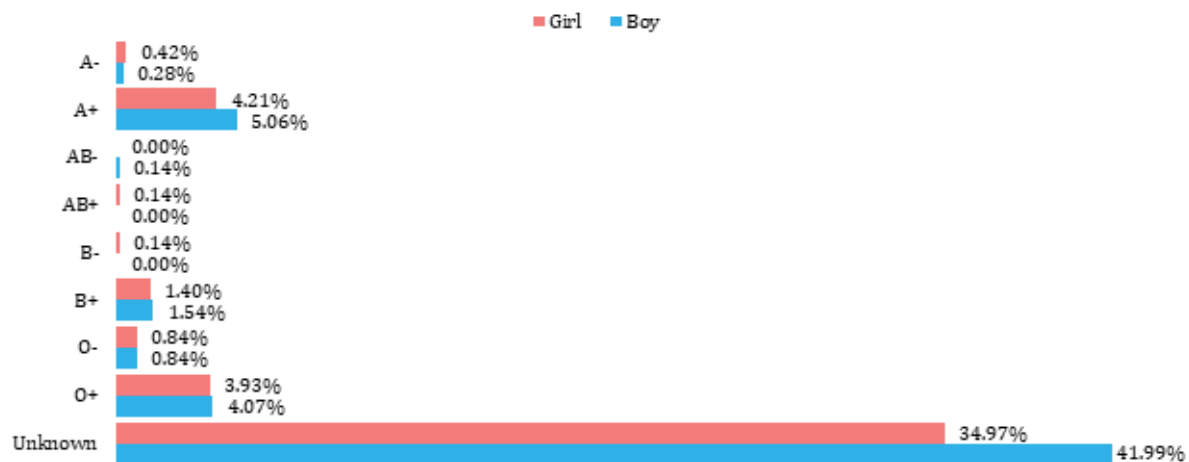 Girl Boy
A-
0.42%
0.28%
A+
4.21%
5.06%
AB-
0.00%
0.14%
AB+
0.14%
0.00%
B-
0.14%
0.00%
B+
1.40%
1.54%
O-
0.84%
0.84%
O+
3.93%
4.07%
Unknown
34.97%
41.99%